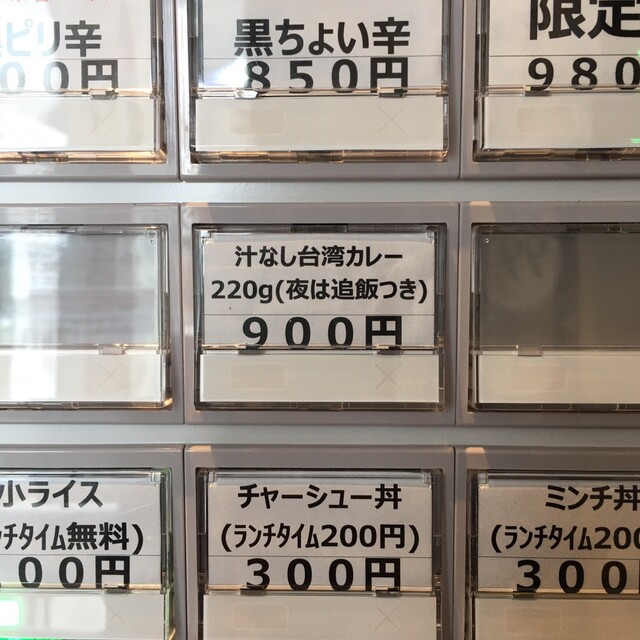 ピリ辛
00円
黒ちょい辛
850円
限定
980
汁なし台湾カレー
220g(夜は追飯つき)
900円
小ライス
チタイム無料)
00円
チャーシュー丼
(ランチタイム200円)
300円
ミンチ丼
(ランチタイム200
300